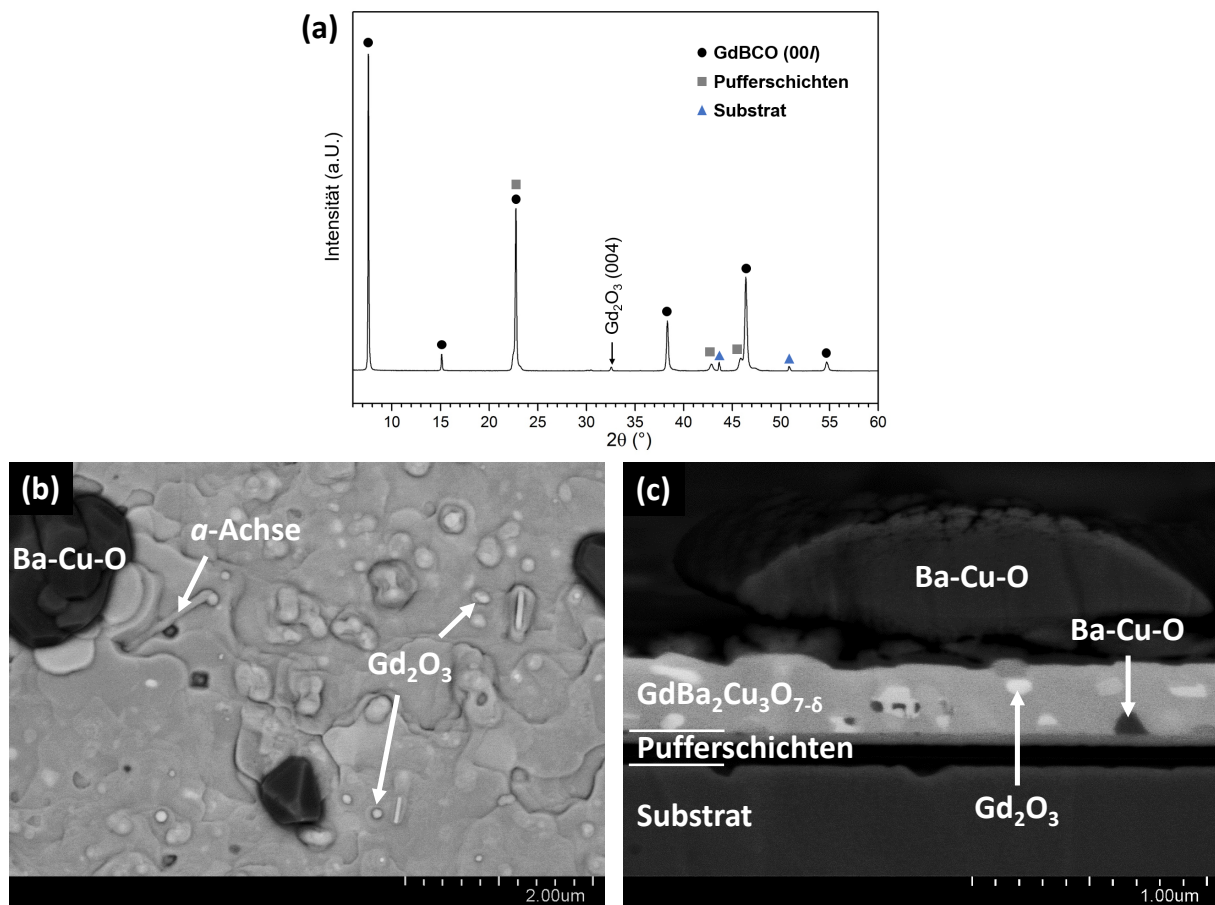 (a)
GdBCO (00l)
Pufferschichten
Substrat
Intensität (a.U.)
Gd₂O₃ (004)
10 15 20 25 30 35 40 45 50 55 60
2θ (°)
(b)
a-Achse
Ba-Cu-O
Gd₂O₃
2.00um
(c)
Ba-Cu-O
Ba-Cu-O
GdBa₂Cu₃O₇₋δ
Pufferschichten
Gd₂O₃
Substrat
1.00um